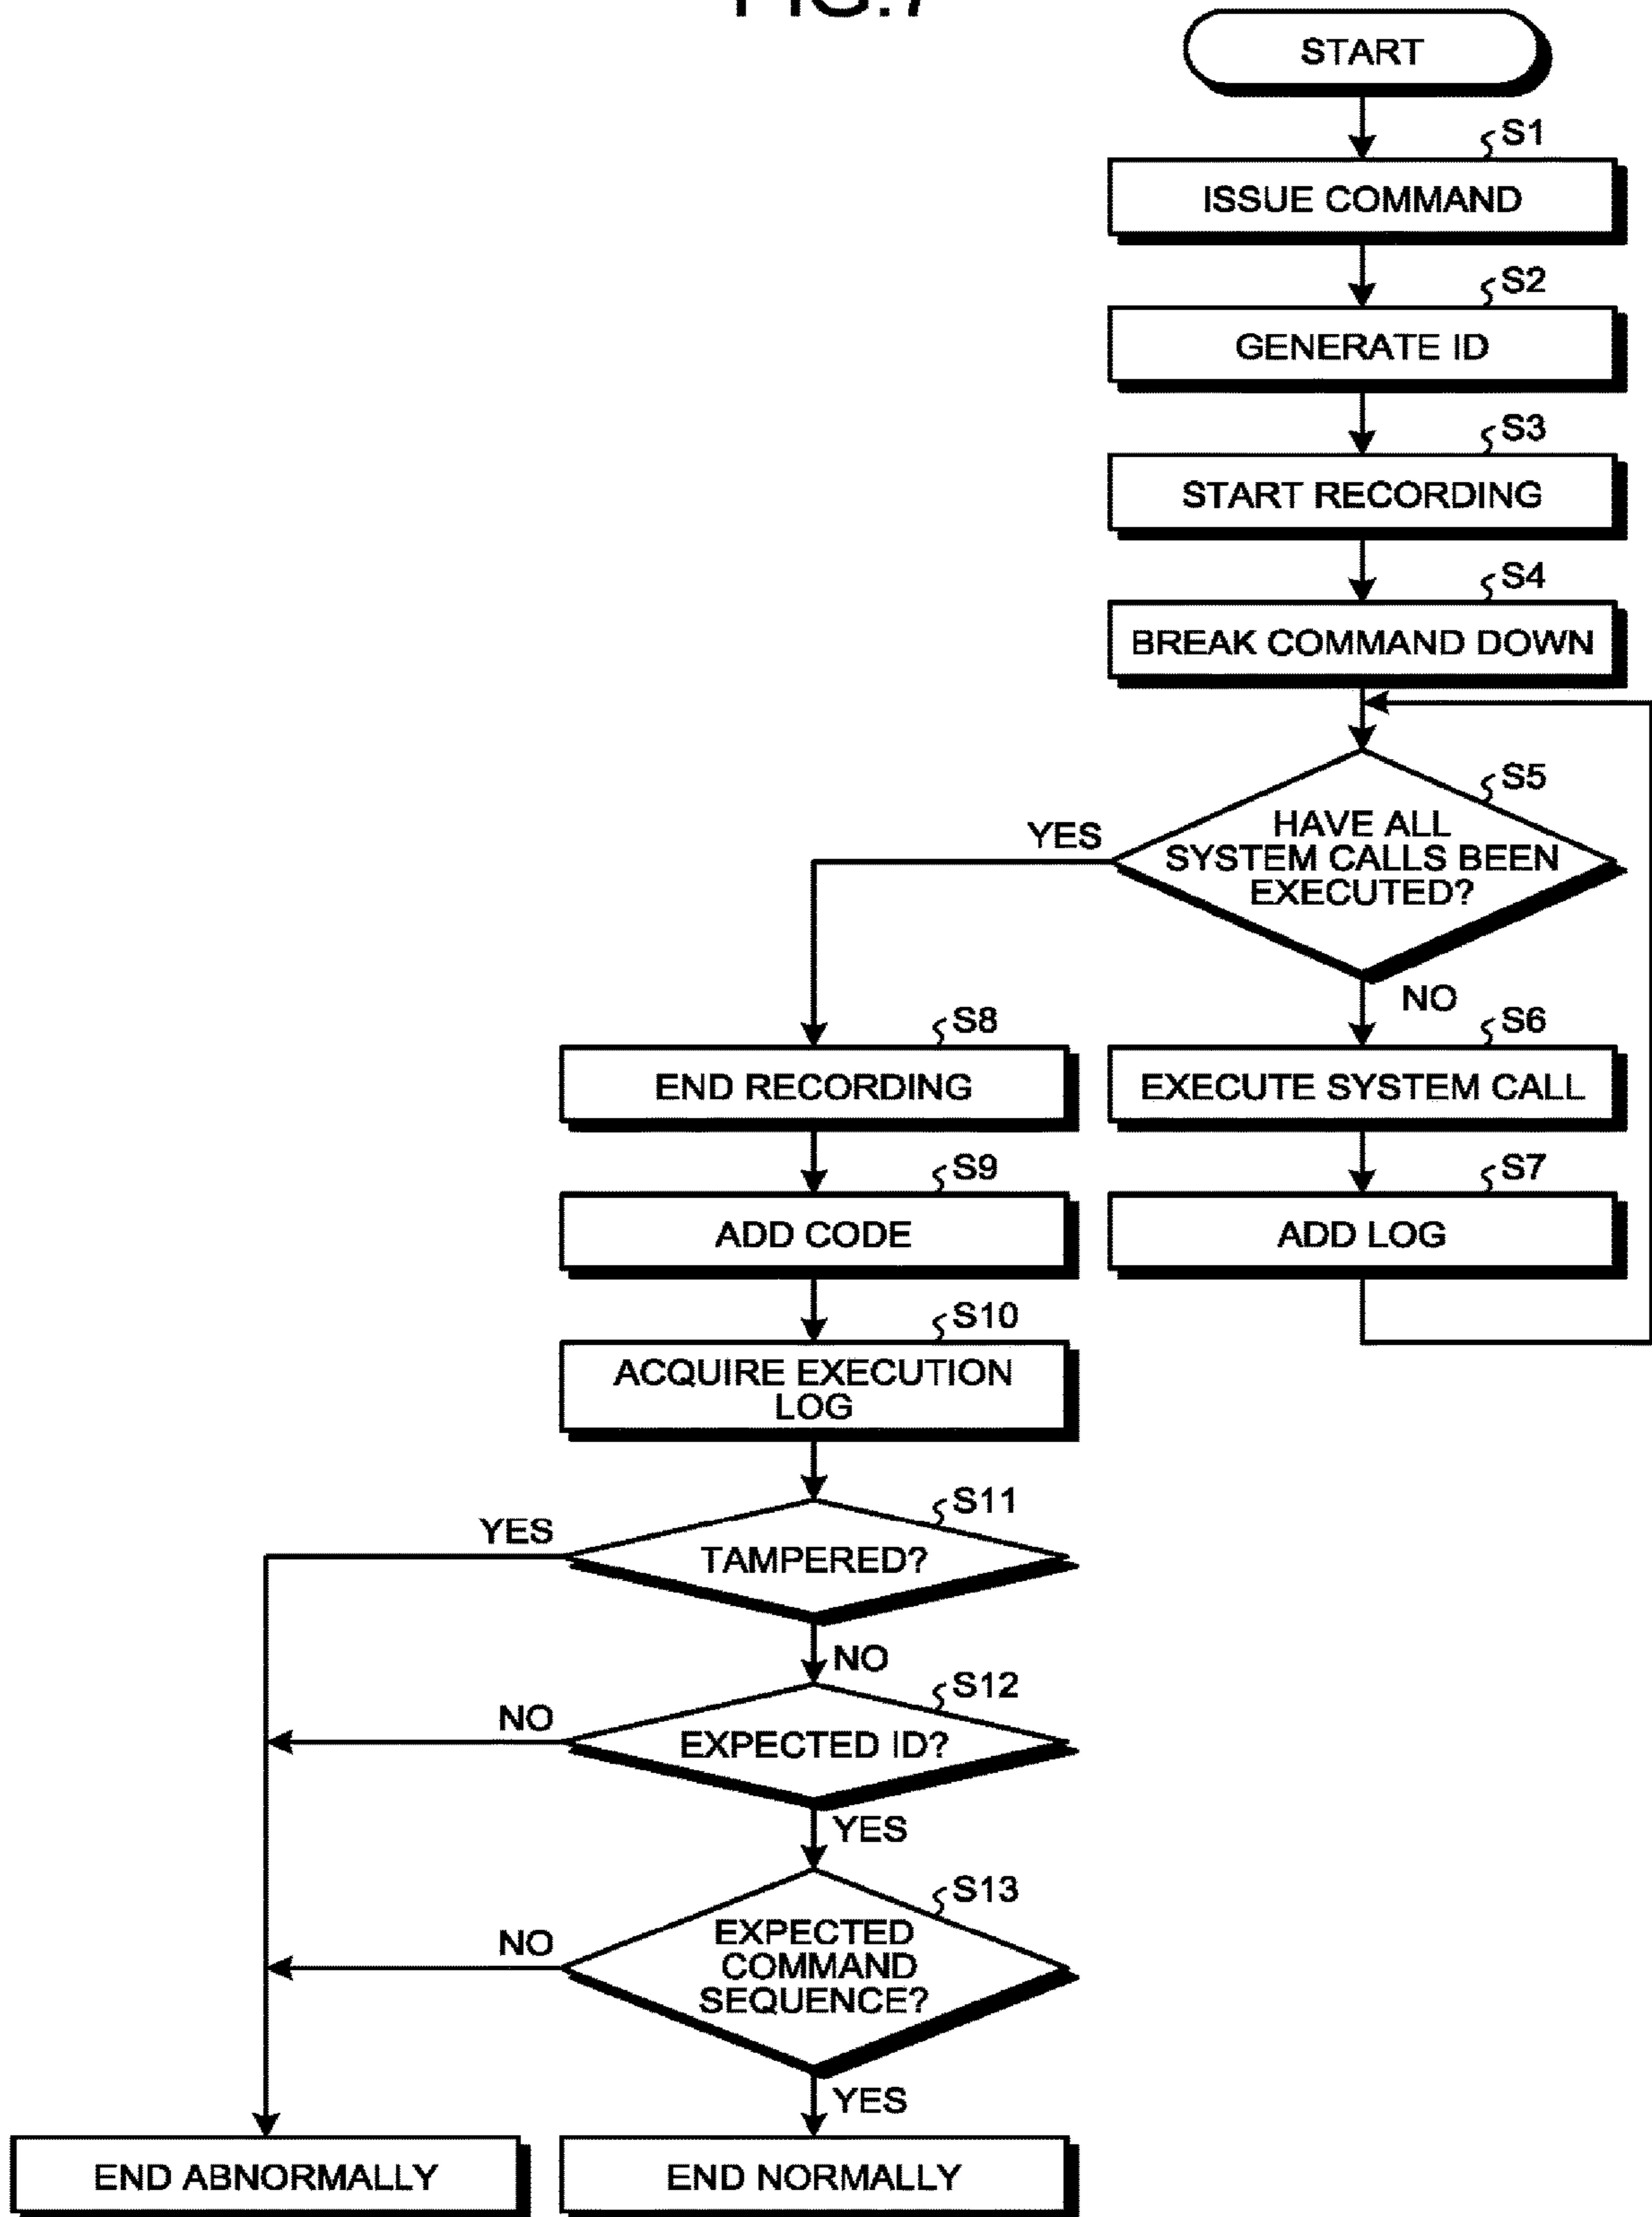 FIG.7
START
S1
ISSUE COMMAND
S2
GENERATE ID
S3
START RECORDING
S4
BREAK COMMAND DOWN
S5
HAVE ALL
SYSTEM CALLS BEEN
EXECUTED?
YES
NO
S6
EXECUTE SYSTEM CALL
S7
ADD LOG
S8
END RECORDING
S9
ADD CODE
S10
ACQUIRE EXECUTION
LOG
S11
TAMPERED?
YES
NO
S12
EXPECTED ID?
NO
YES
S13
EXPECTED
COMMAND
SEQUENCE?
NO
YES
END ABNORMALLY
END NORMALLY